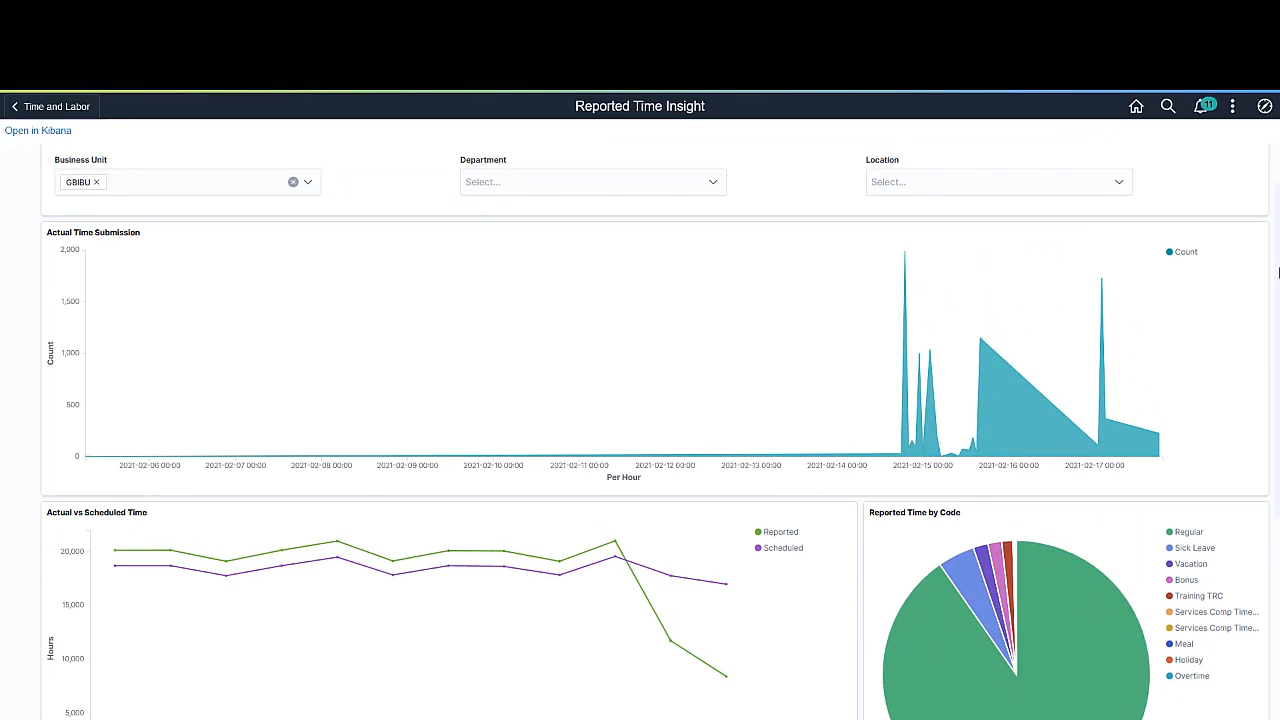 Time and Labor
Reported Time Insight
11
Open in Kibana
Business Unit
Department
Location
GBIBU
Select...
Select...
Actual Time Submission
Count
2,000
1,500
1,000
500
0
Count
2021-02-06 00:00
2021-02-07 00:00
2021-02-08 00:00
2021-02-09 00:00
2021-02-10 00:00
2021-02-11 00:00
2021-02-12 00:00
2021-02-13 00:00
2021-02-14 00:00
2021-02-15 00:00
2021-02-16 00:00
2021-02-17 00:00
Per Hour
Actual vs Scheduled Time
Reported
Scheduled
20,000
15,000
10,000
5,000
Hours
Reported Time by Code
Regular
Sick Leave
Vacation
Bonus
Training TRC
Services Comp Time...
Services Comp Time...
Meal
Holiday
Overtime